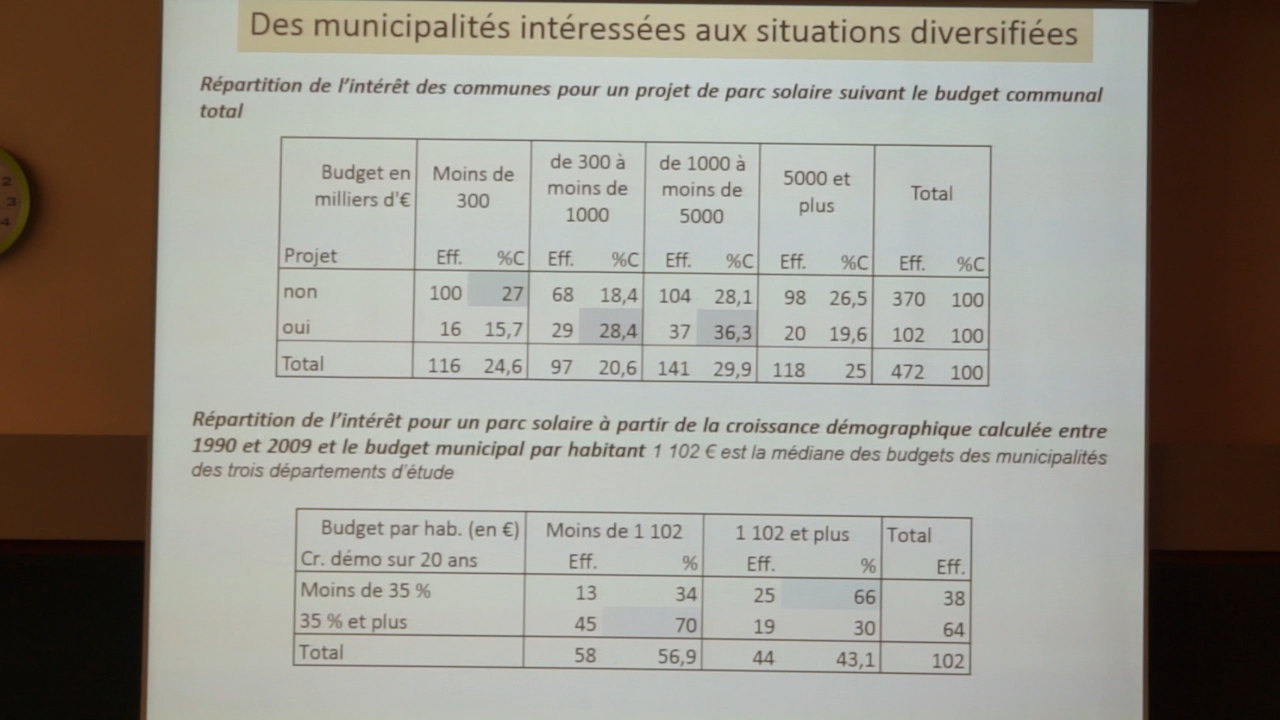 Des municipalités intéressées aux situations diversifiées
Répartition de l'intérêt des communes pour un projet de parc solaire suivant le budget communal
total
Budget en milliers d'€ Moins de 300 de 300 à moins de 1000 de 1000 à moins de 5000 5000 et plus Total
Projet Eff. %C Eff. %C Eff. %C Eff. %C Eff. %C
non 100 27 68 18,4 104 28,1 98 26,5 370 100
oui 16 15,7 29 28,4 37 36,3 20 19,6 102 100
Total 116 24,6 97 20,6 141 29,9 118 25 472 100
Répartition de l'intérêt pour un parc solaire à partir de la croissance démographique calculée entre
1990 et 2009 et le budget municipal par habitant 1 102 € est la médiane des budgets des municipalités
des trois départements d'étude
Budget par hab. (en €) Moins de 1 102 1 102 et plus Total
Cr. démo sur 20 ans Eff. % Eff. % Eff.
Moins de 35 % 13 34 25 66 38
35 % et plus 45 70 19 30 64
Total 58 56,9 44 43,1 102
2
3
4